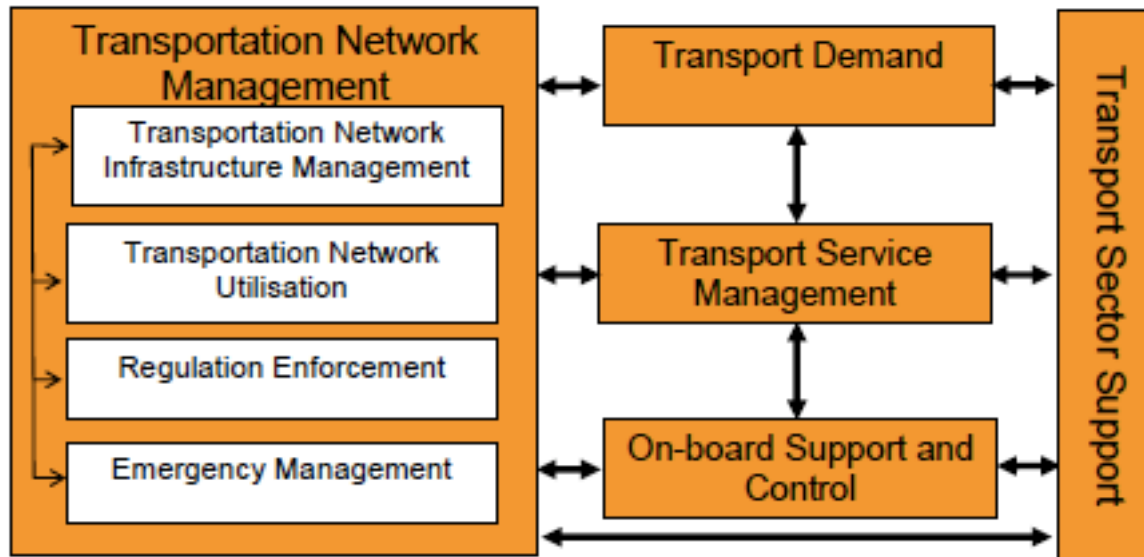 Transportation Network
Management
Transportation Network
Infrastructure Management
Transportation Network
Utilisation
Regulation Enforcement
Emergency Management
Transport Demand
Transport Service
Management
On-board Support and
Control
Transport Sector Support